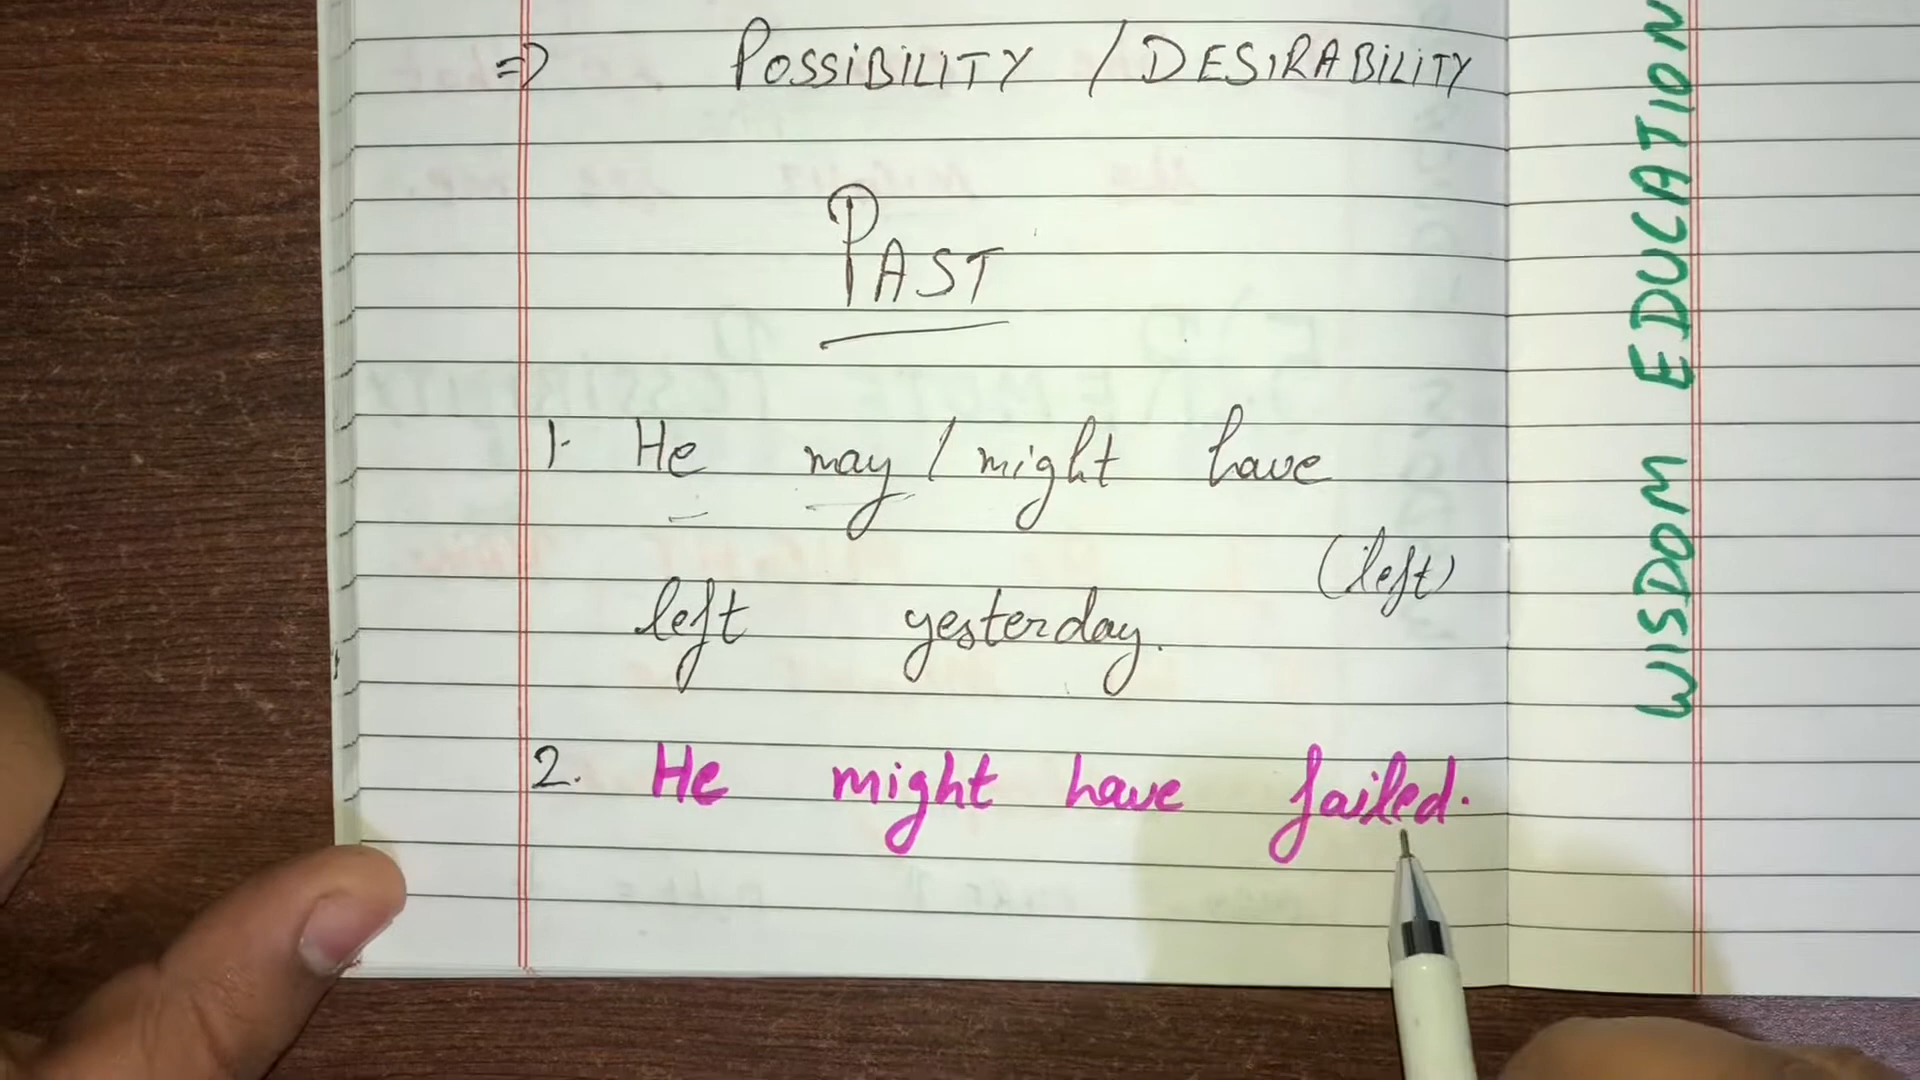 ⇒ POSSIBILITY / DESIRABILITY
PAST
1. He may / might have
(left)
left yesterday.
2. He might have failed.
WISDOM EDUCATION